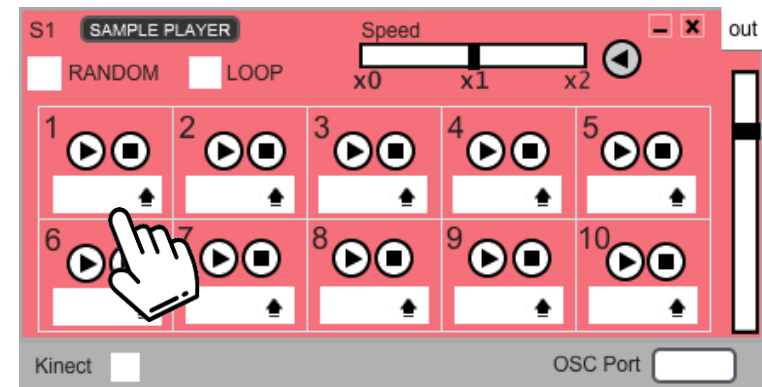 S1 SAMPLE PLAYER Speed out
RANDOM LOOP x0 x1 x2
1 2 3 4 5
6 7 8 9 10
Kinect OSC Port